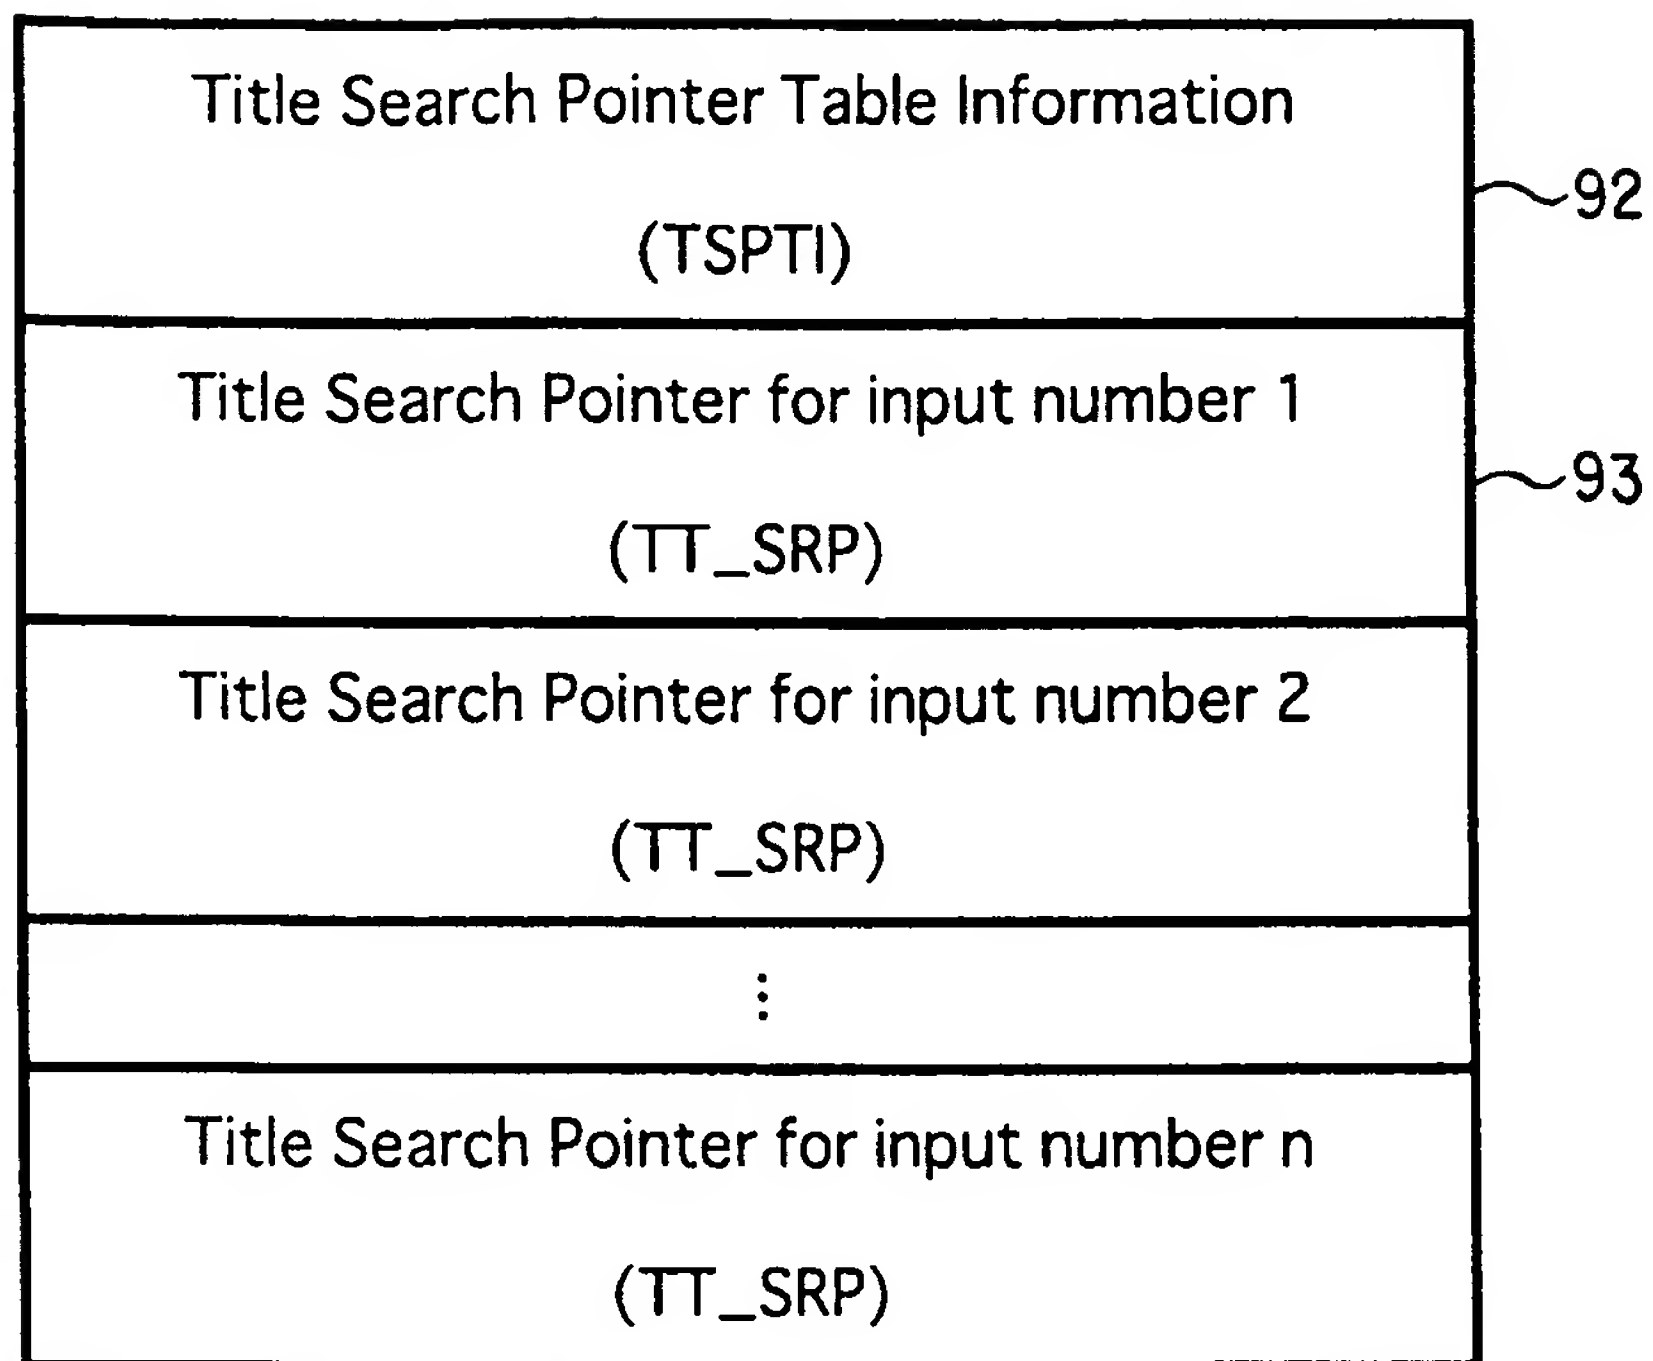 Title Search Pointer Table Information
92
(TSPTI)
Title Search Pointer for input number 1
93
(TT_SRP)
Title Search Pointer for input number 2
(TT_SRP)
⋮
Title Search Pointer for input number n
(TT_SRP)